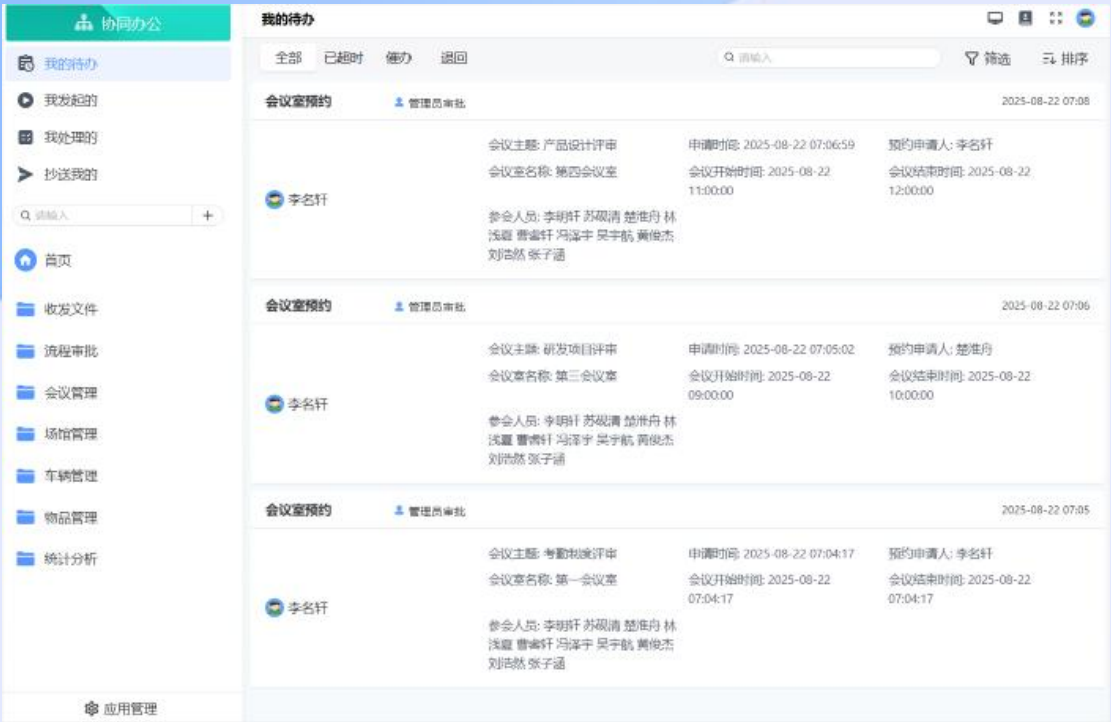 协同办公
我的待办
我发起的
我处理的
抄送我的
请输入
首页
收发文件
流程审批
会议管理
场馆管理
车辆管理
物品管理
统计分析
应用管理
我的待办
全部 已超时 催办 退回 请输入 筛选 排序
会议室预约 管理员审批 2025-08-22 07:08
李名轩
会议主题: 产品设计评审 申请时间: 2025-08-22 07:06:59 预约申请人: 李名轩
会议室名称: 第四会议室 会议开始时间: 2025-08-22 会议结束时间: 2025-08-22
11:00:00 12:00:00
参会人员: 李明轩 苏砚清 楚淮舟 林
浅夏 曹睿轩 冯泽宇 吴宇航 黄俊杰
刘浩然 张子涵
会议室预约 管理员审批 2025-08-22 07:06
李名轩
会议主题: 研发项目评审 申请时间: 2025-08-22 07:05:02 预约申请人: 楚淮舟
会议室名称: 第三会议室 会议开始时间: 2025-08-22 会议结束时间: 2025-08-22
09:00:00 10:00:00
参会人员: 李明轩 苏砚清 楚淮舟 林
浅夏 曹睿轩 冯泽宇 吴宇航 黄俊杰
刘浩然 张子涵
会议室预约 管理员审批 2025-08-22 07:05
李名轩
会议主题: 考勤制度评审 申请时间: 2025-08-22 07:04:17 预约申请人: 李名轩
会议室名称: 第一会议室 会议开始时间: 2025-08-22 会议结束时间: 2025-08-22
07:04:17 07:04:17
参会人员: 李明轩 苏砚清 楚淮舟 林
浅夏 曹睿轩 冯泽宇 吴宇航 黄俊杰
刘浩然 张子涵